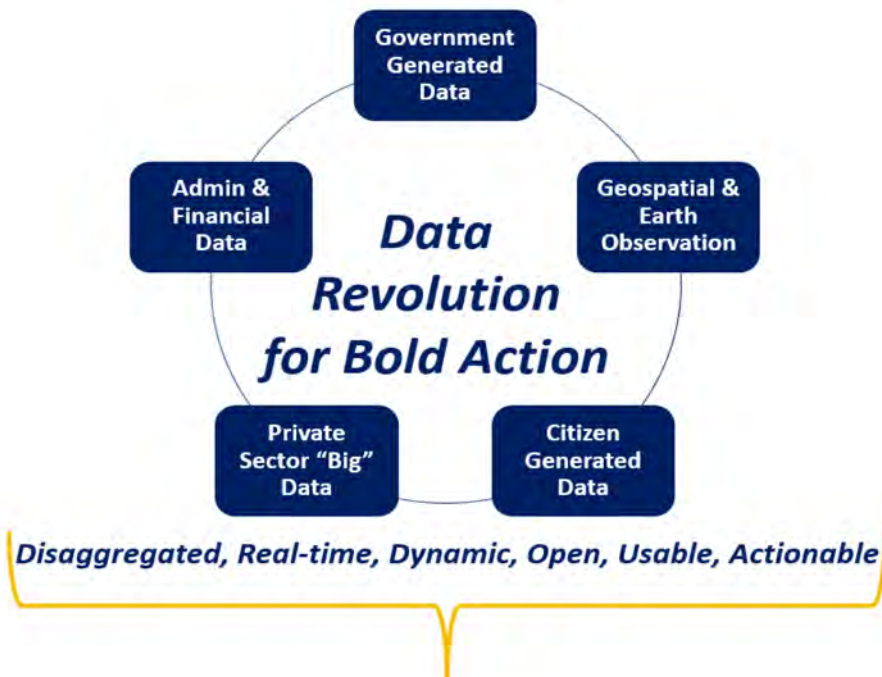 Government
Generated
Data
Admin &
Financial
Data
Geospatial &
Earth
Observation
Data
Revolution
for Bold Action
Private
Sector “Big”
Data
Citizen
Generated
Data
Disaggregated, Real-time, Dynamic, Open, Usable, Actionable